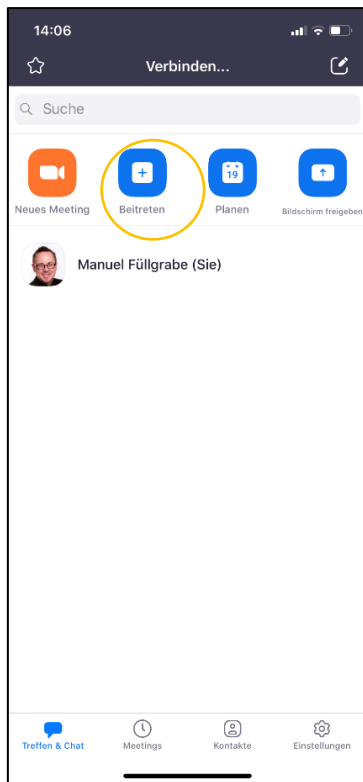 14:06
Verbinden...
Suche
19
Neues Meeting Beitreten Planen Bildschirm freigeben
Manuel Füllgrabe (Sie)
Treffen & Chat Meetings Kontakte Einstellungen